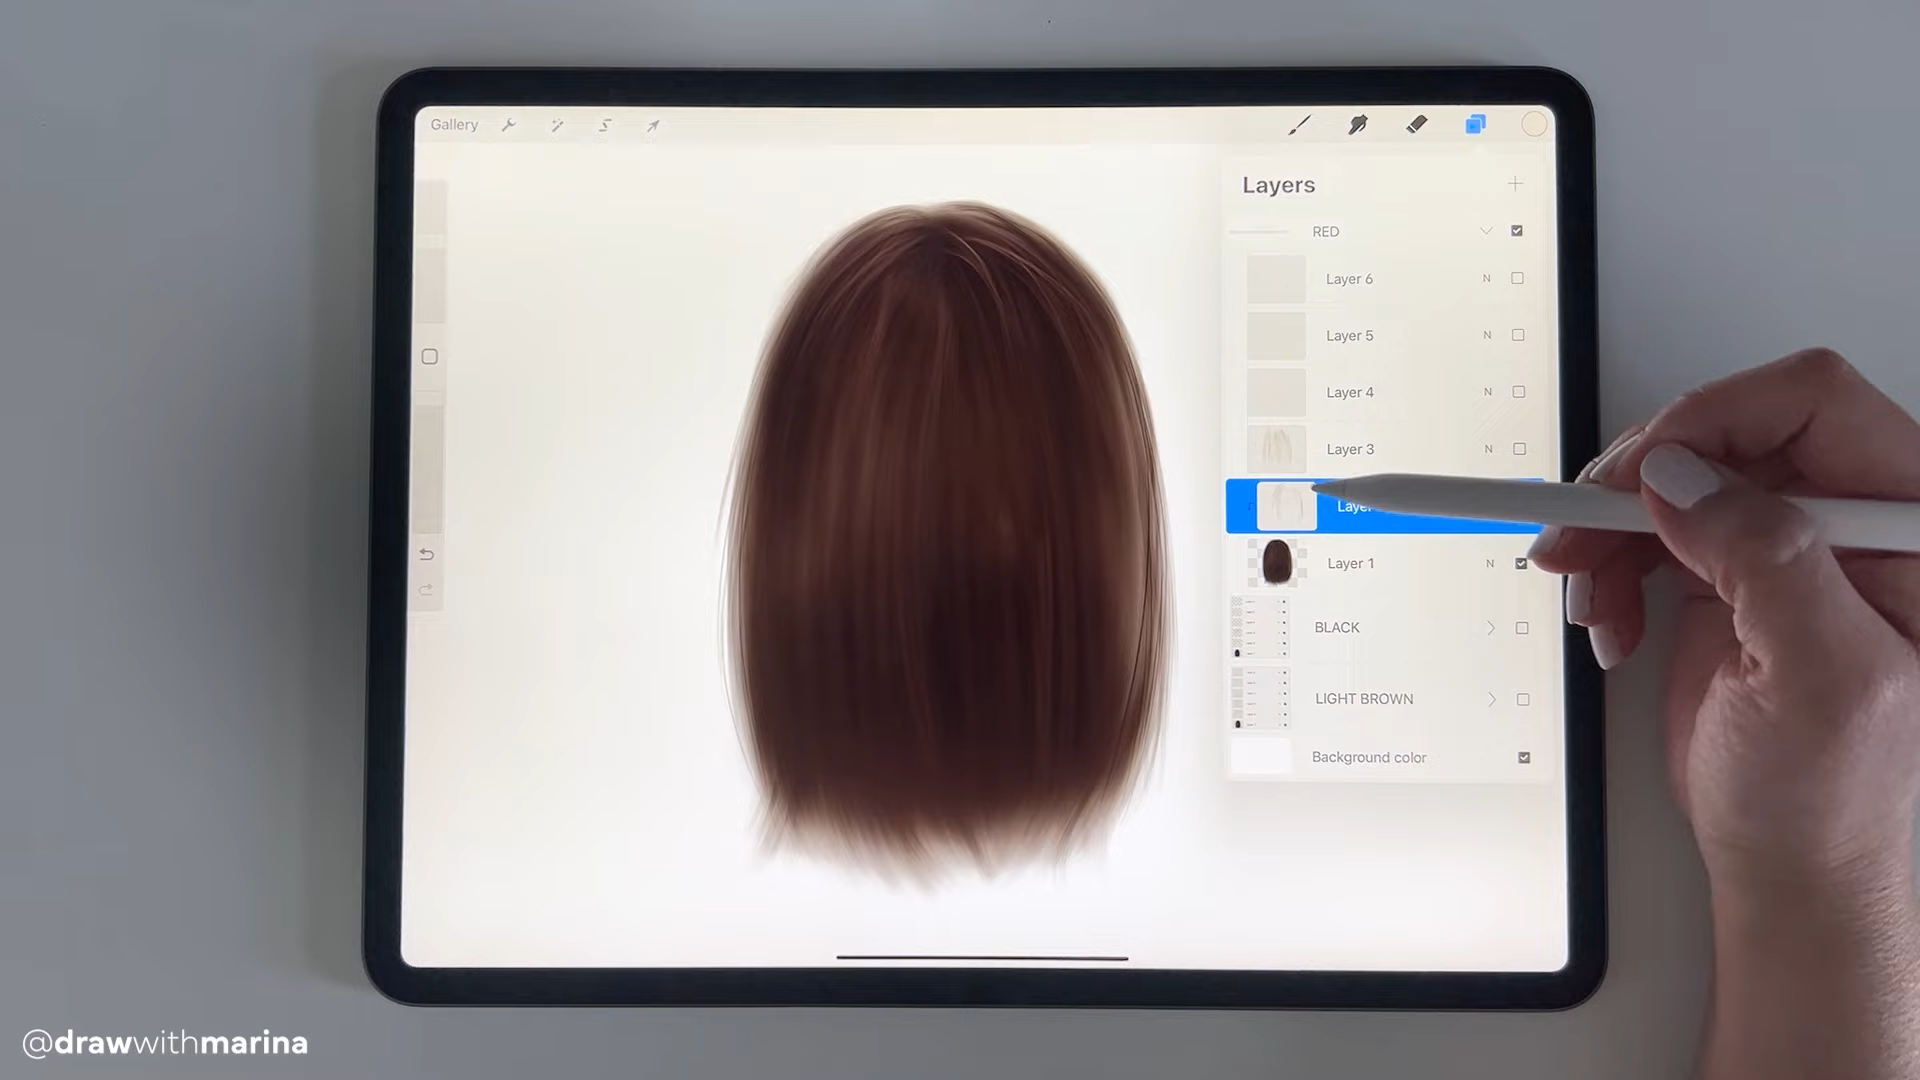 Gallery
Layers
RED
Layer 6
N
Layer 5
N
Layer 4
N
Layer 3
N
Layer 1
N
BLACK
LIGHT BROWN
Background color
@drawwithmarina